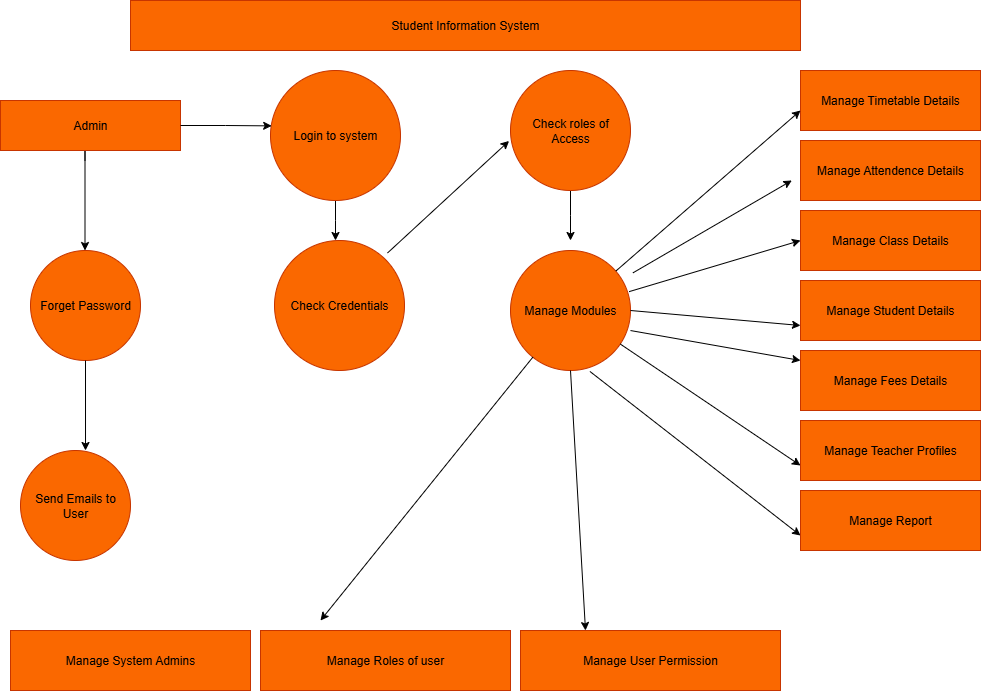 Student Information System
Admin
Login to system
Check roles of
Access
Manage Timetable Details
Manage Attendence Details
Manage Class Details
Forget Password
Check Credentials
Manage Modules
Manage Student Details
Manage Fees Details
Manage Teacher Profiles
Send Emails to
User
Manage Report
Manage System Admins
Manage Roles of user
Manage User Permission